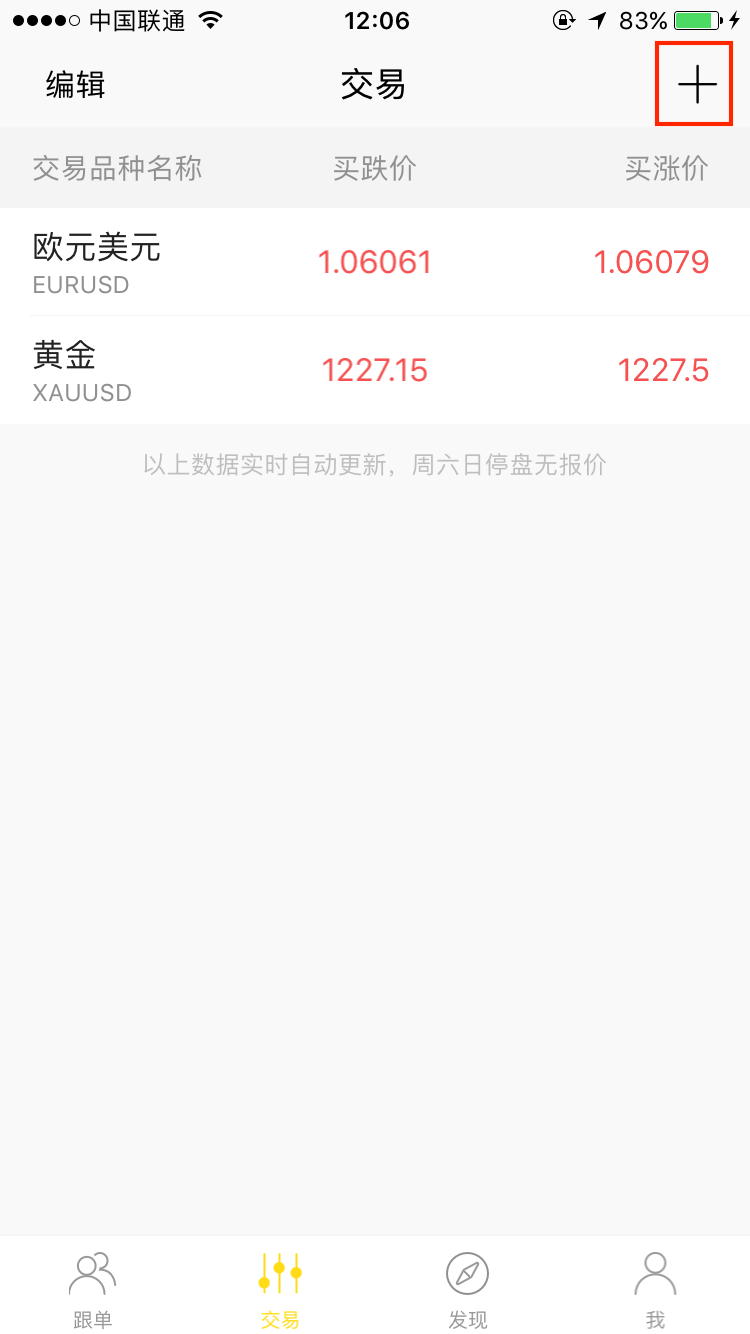 中国联通 12:06 83%
编辑 交易
交易品种名称 买跌价 买涨价
欧元美元 1.06061 1.06079
EURUSD
黄金 1227.15 1227.5
XAUUSD
以上数据实时自动更新，周六日停盘无报价
跟单 交易 发现 我